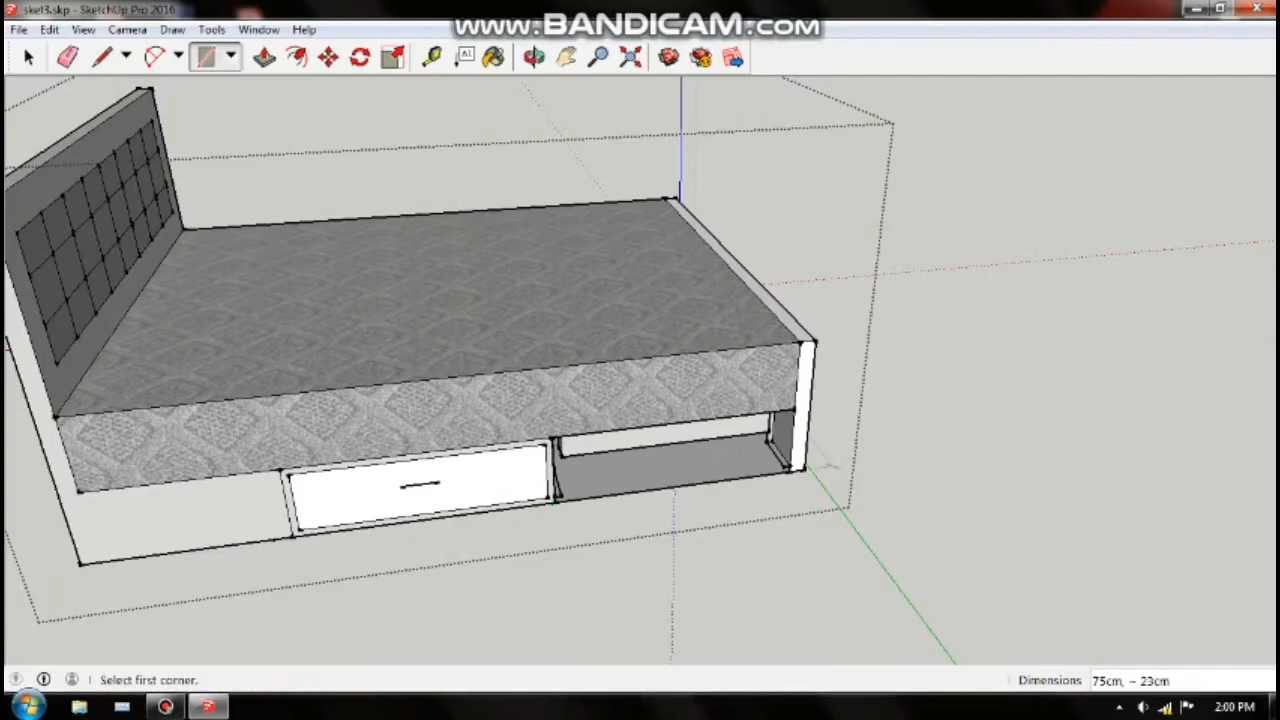 sket3.skp - SketchUp Pro 2016
www.BANDICAM.com
File Edit View Camera Draw Tools Window Help
A1
Select first corner.
Dimensions 75cm, ~ 23cm
2:00 PM